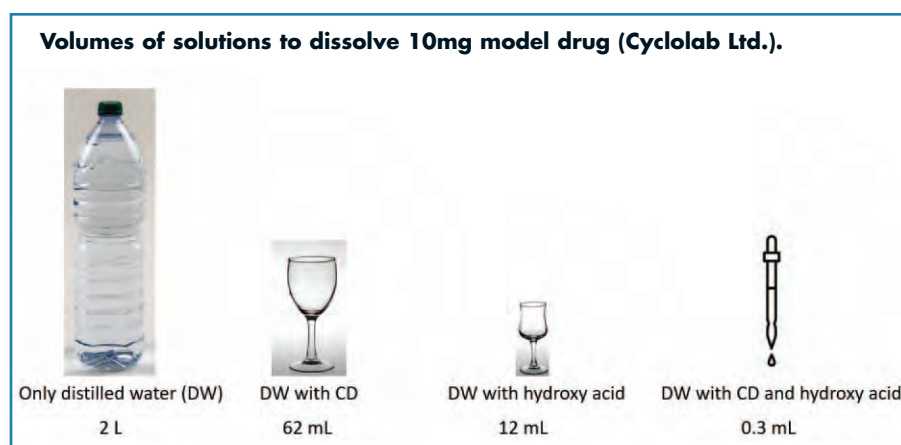 Volumes of solutions to dissolve 10mg model drug (Cyclolab Ltd.).
Only distilled water (DW)
2 L
DW with CD
62 mL
DW with hydroxy acid
12 mL
DW with CD and hydroxy acid
0.3 mL